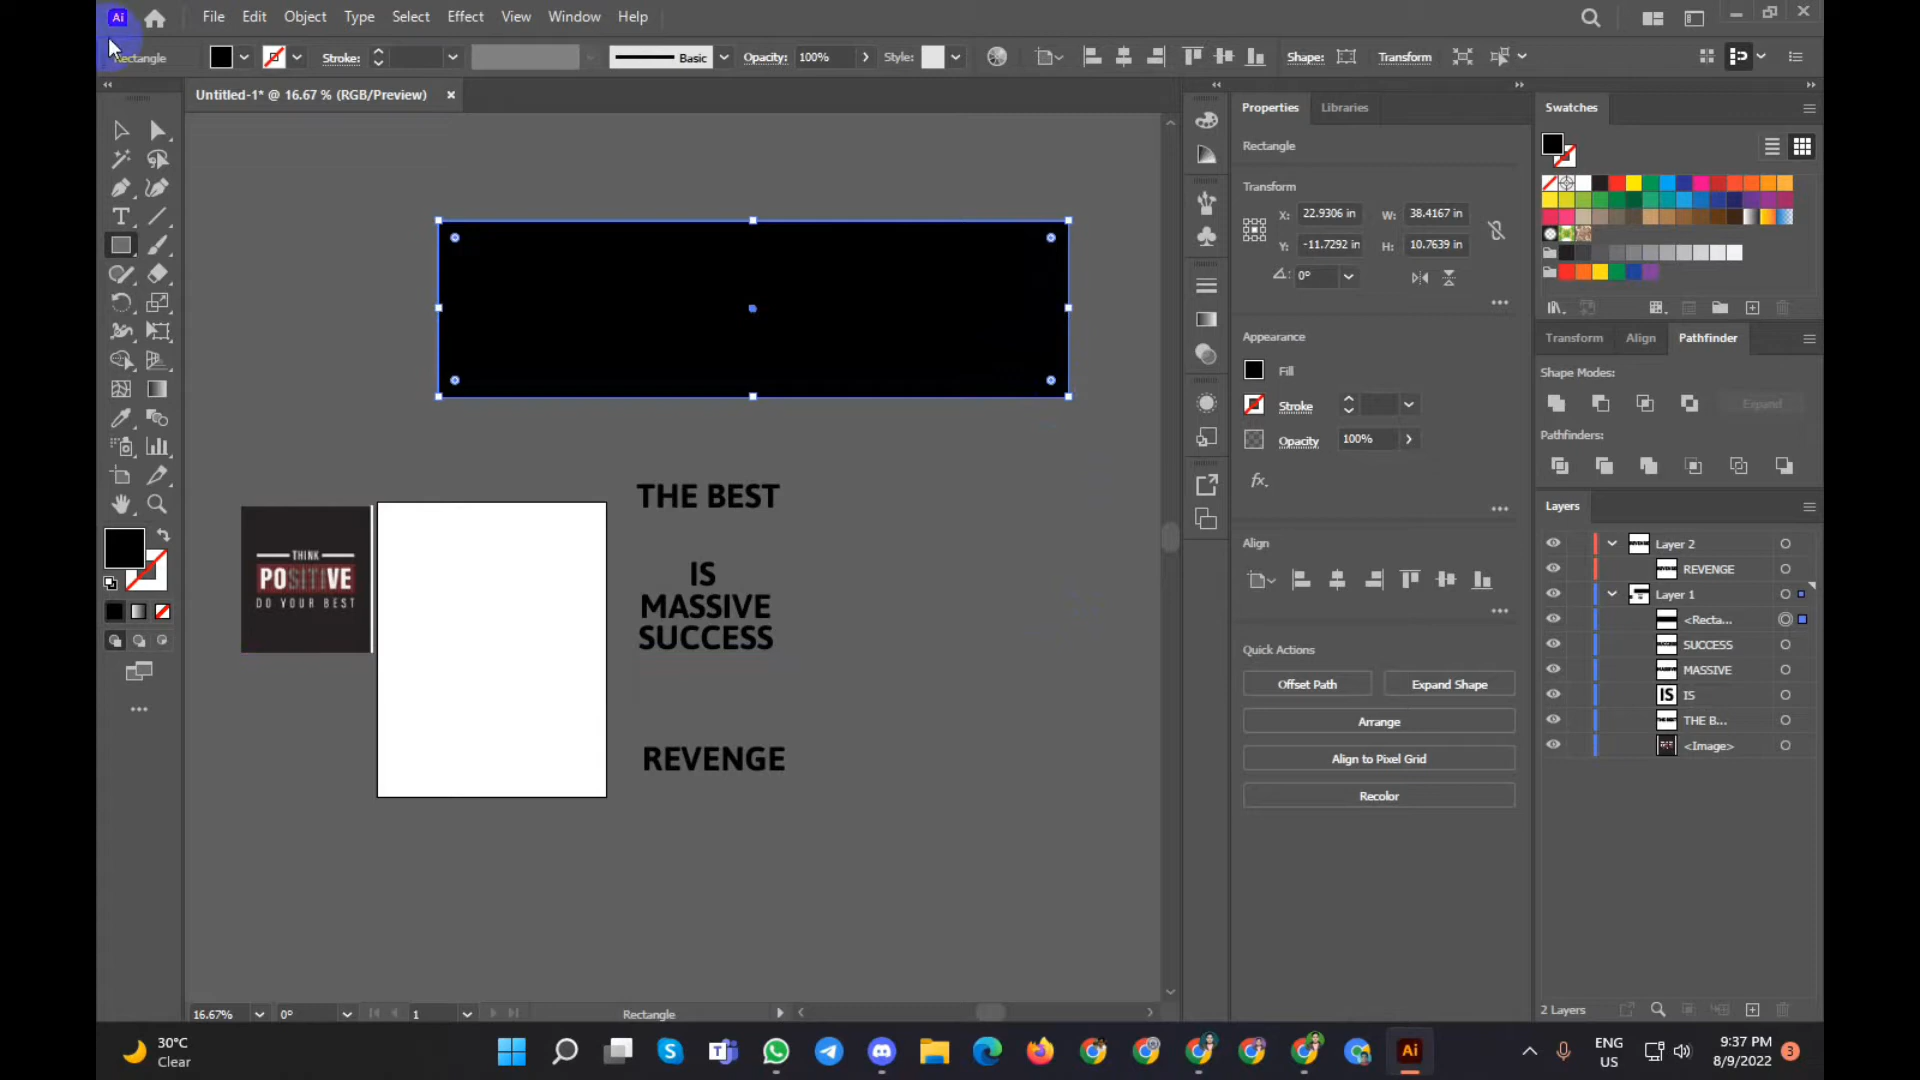 Ai File Edit Object Type Select Effect View Window Help
Rectangle Stroke: Basic Opacity: 100% Style: Shape: Transform
Untitled-1* @ 16.67 % (RGB/Preview) ×
Properties Libraries
Rectangle
Transform
X: 22.9306 in W: 38.4167 in
Y: -11.7292 in H: 10.7639 in
0°
Appearance
Fill
Stroke
Opacity 100%
fx.
Align
Quick Actions
Offset Path Expand Shape
Arrange
Align to Pixel Grid
Recolor
Swatches
Transform Align Pathfinder
Shape Modes:
Expand
Pathfinders:
Layers
Layer 2
REVENGE
Layer 1
<Recta...
SUCCESS
MASSIVE
IS IS
THE B...
<Image>
2 Layers
THINK
POSITIVE
DO YOUR BEST
THE BEST
IS
MASSIVE
SUCCESS
REVENGE
16.67% 0° 1 Rectangle
30°C
Clear
Ai
ENG
US
9:37 PM
8/9/2022
3